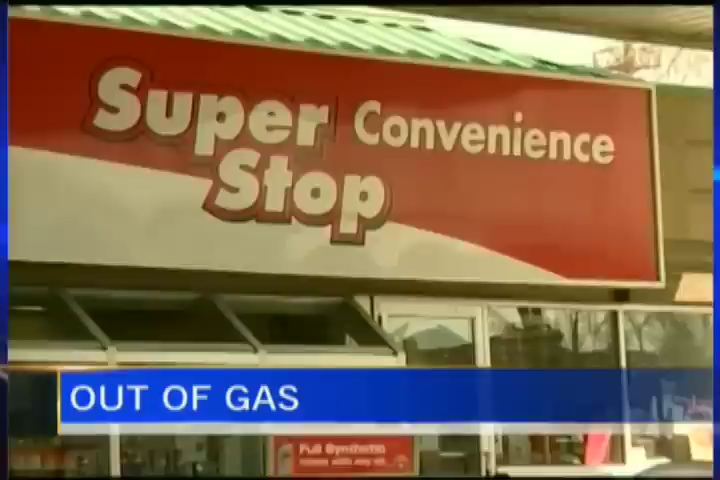 Super Convenience
Stop
OUT OF GAS
Full Synthetic